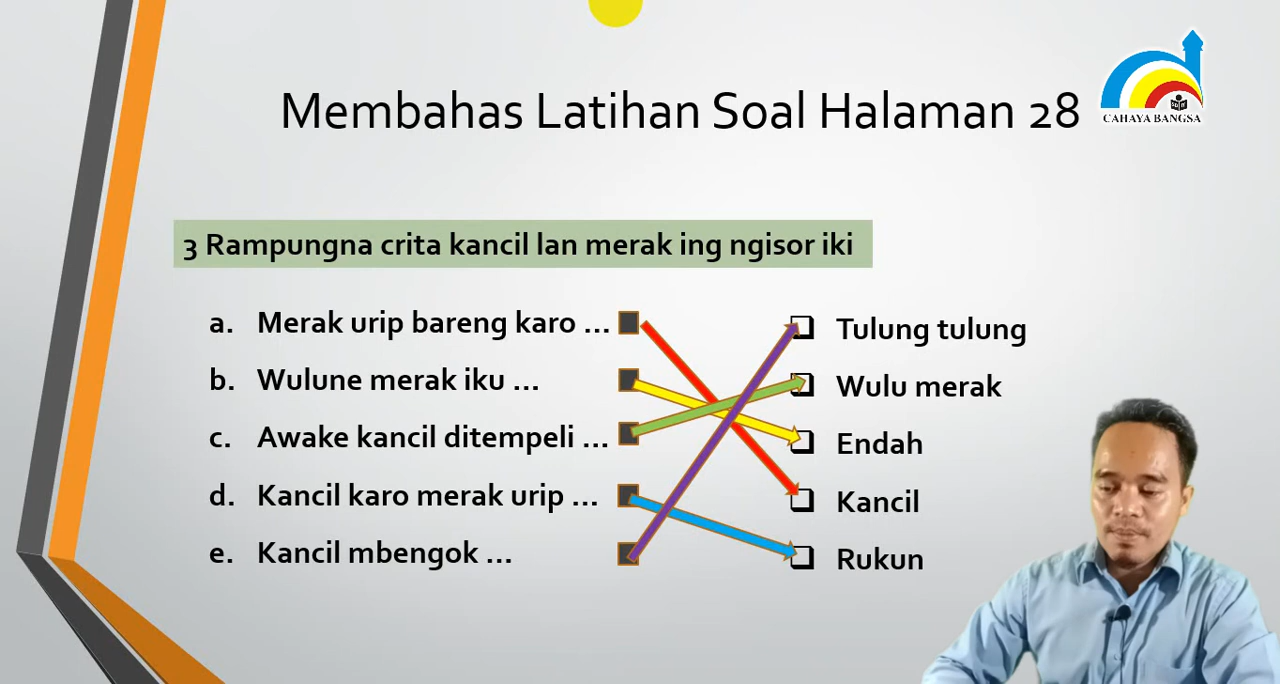 CAHAYA BANGSA
Membahas Latihan Soal Halaman 28
3 Rampungna crita kancil lan merak ing ngisor iki
a. Merak urip bareng karo ...
b. Wulune merak iku ...
c. Awake kancil ditempeli ...
d. Kancil karo merak urip ...
e. Kancil mbengok ...
Tulung tulung
Wulu merak
Endah
Kancil
Rukun